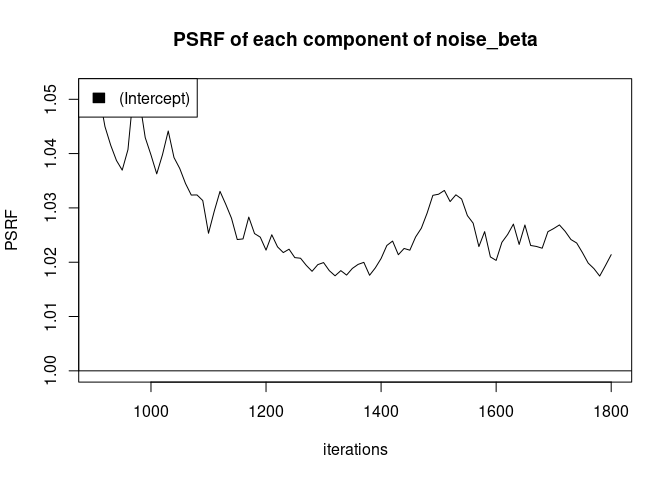 PSRF of each component of noise_beta
(Intercept)
PSRF
1.05
1.04
1.03
1.02
1.01
1.00
1000 1200 1400 1600 1800
iterations